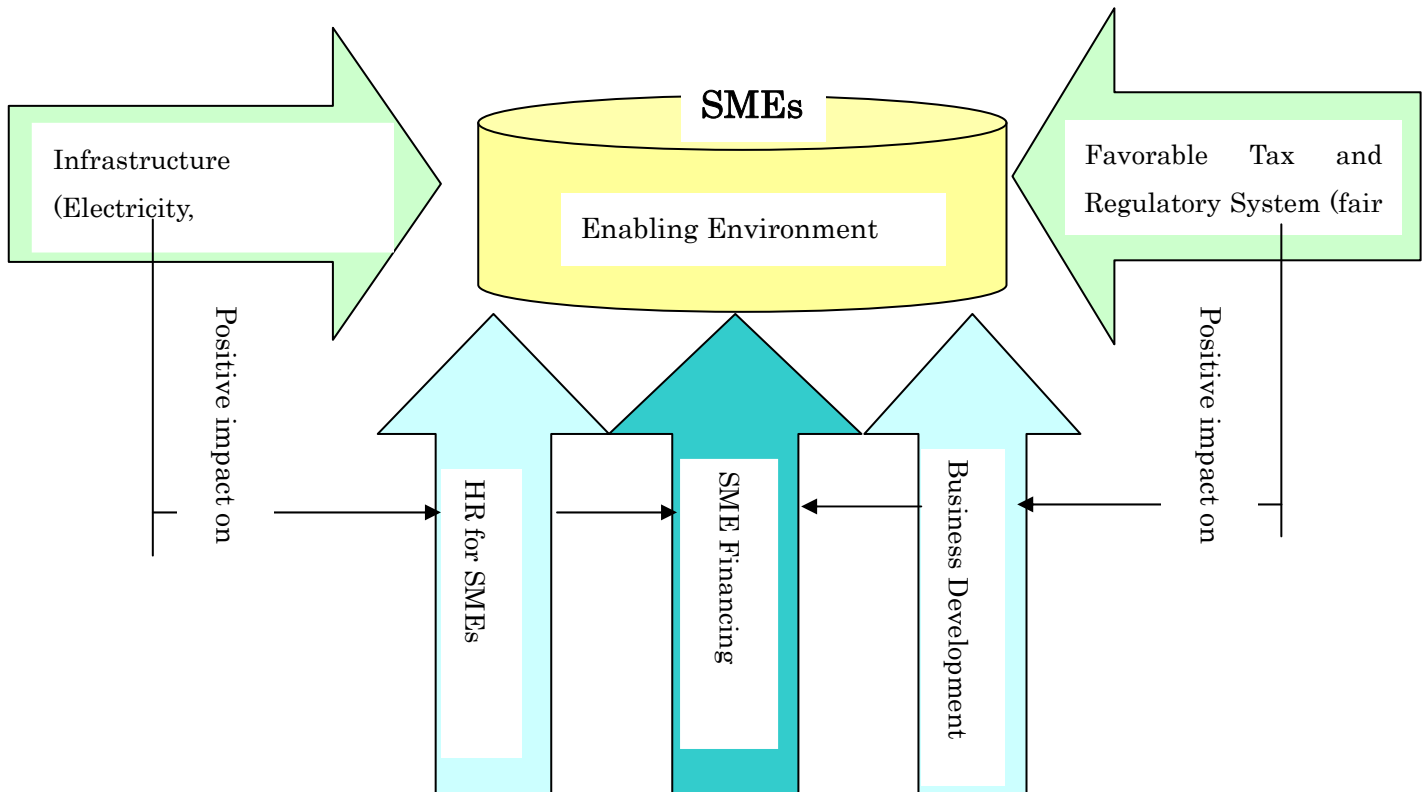 SMEs
Infrastructure
(Electricity,
Enabling Environment
Favorable Tax and
Regulatory System (fair
Positive impact on
HR for SMEs
SME Financing
Business Development
Positive impact on